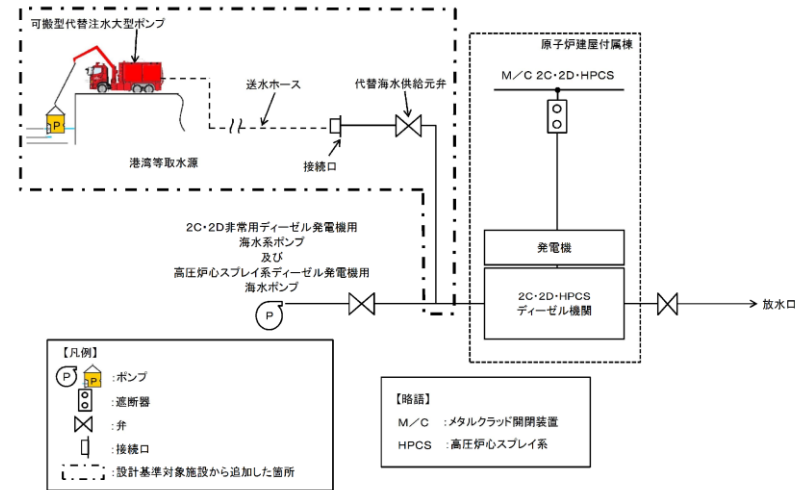 可搬型代替注水大型ポンプ
送水ホース
代替海水供給元弁
P
港湾等取水源
接続口
原子炉建屋付属棟
M/C 2C・2D・HPCS
発電機
2C・2D・HPCS
ディーゼル機関
放水口
2C・2D非常用ディーゼル発電機用
海水系ポンプ
及び
高圧炉心スプレイ系ディーゼル発電機用
海水ポンプ
P
【凡例】
P P :ポンプ
:遮断器
:弁
:接続口
:設計基準対象施設から追加した箇所
【略語】
M/C :メタルクラッド開閉装置
HPCS :高圧炉心スプレイ系